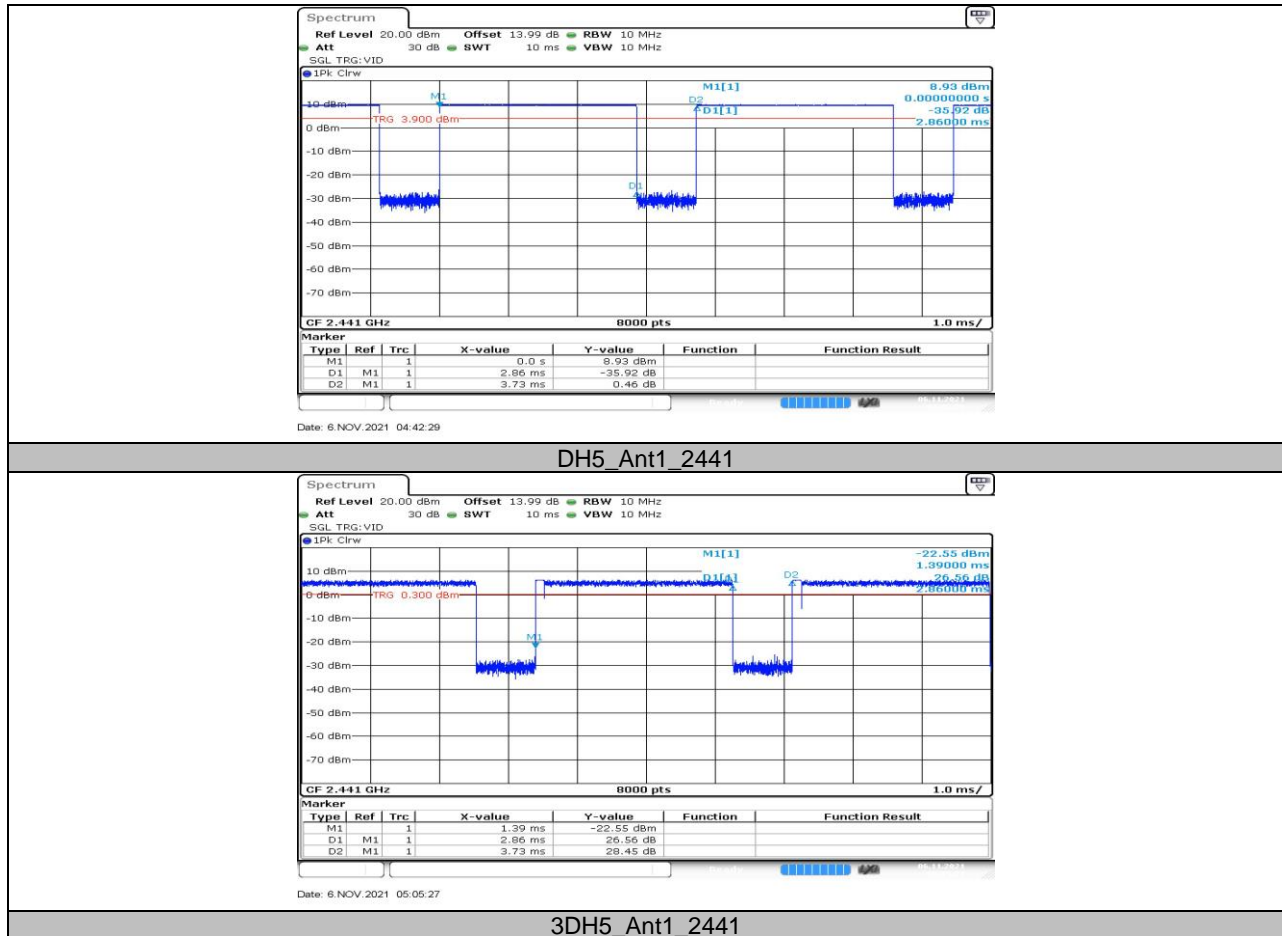 Spectrum
Ref Level 20.00 dBm Offset 13.99 dB RBW 10 MHz
Att 30 dB SWT 10 ms VBW 10 MHz
SGL TRG:VID
1Pk Clrw
M1[1] 8.93 dBm
0.00000000 s
D1[1] -35.92 dB
2.86000 ms
M1
D2
10 dBm
TRG 3.900 dBm
0 dBm
-10 dBm
-20 dBm
D1
-30 dBm
-40 dBm
-50 dBm
-60 dBm
-70 dBm
CF 2.441 GHz 8000 pts 1.0 ms/
Marker
Type Ref Trc X-value Y-value Function Function Result
M1 1 0.0 s 8.93 dBm
D1 M1 1 2.86 ms -35.92 dB
D2 M1 1 3.73 ms 0.46 dB
Date: 6.NOV.2021 04:42:29
DH5_Ant1_2441
Spectrum
Ref Level 20.00 dBm Offset 13.99 dB RBW 10 MHz
Att 30 dB SWT 10 ms VBW 10 MHz
SGL TRG:VID
1Pk Clrw
M1[1] -22.55 dBm
1.39000 ms
D1[1] 26.56 dB
2.86000 ms
10 dBm
D2
0 dBm
TRG 0.300 dBm
-10 dBm
-20 dBm
M1
-30 dBm
-40 dBm
-50 dBm
-60 dBm
-70 dBm
CF 2.441 GHz 8000 pts 1.0 ms/
Marker
Type Ref Trc X-value Y-value Function Function Result
M1 1 1.39 ms -22.55 dBm
D1 M1 1 2.86 ms 26.56 dB
D2 M1 1 3.73 ms 28.45 dB
Date: 6.NOV.2021 05:05:27
3DH5_Ant1_2441